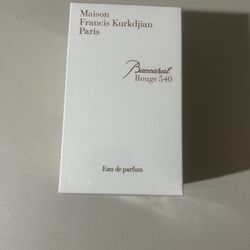 Maison
Francis Kurkdjian
Paris
Baccarat
Rouge 540
Eau de parfum